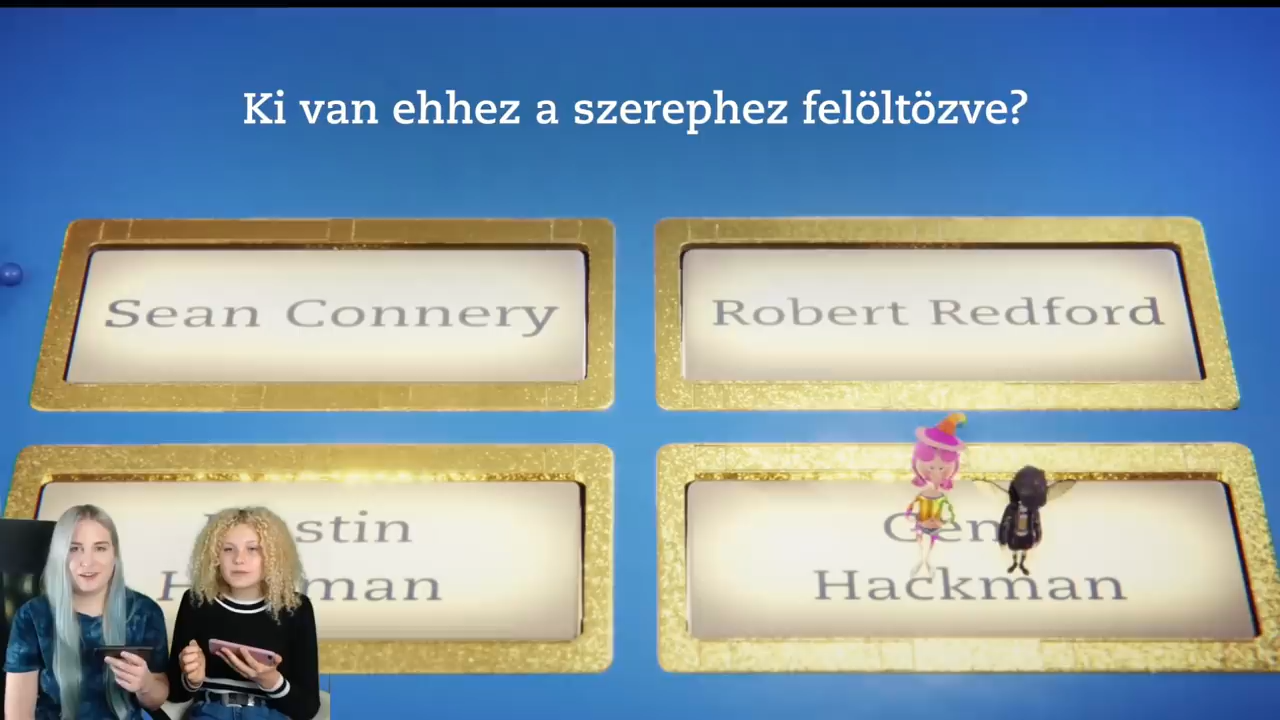 Ki van ehhez a szerephez felöltözve?
Sean Connery
Robert Redford
Hackman